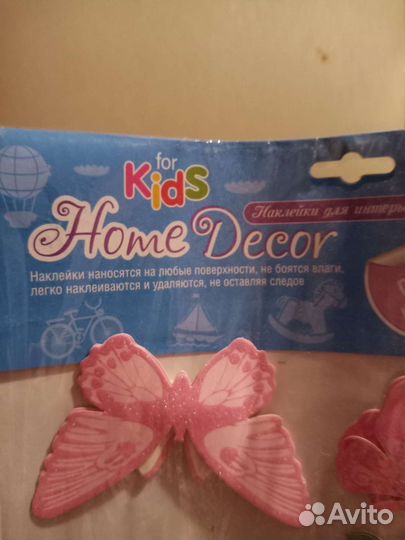 for
Kids
Home Decor
Наклейки для
Наклейки наносятся на любые поверхности, не боятся влаги,
легко наклеиваются и удаляются, не оставляя следов
Avito